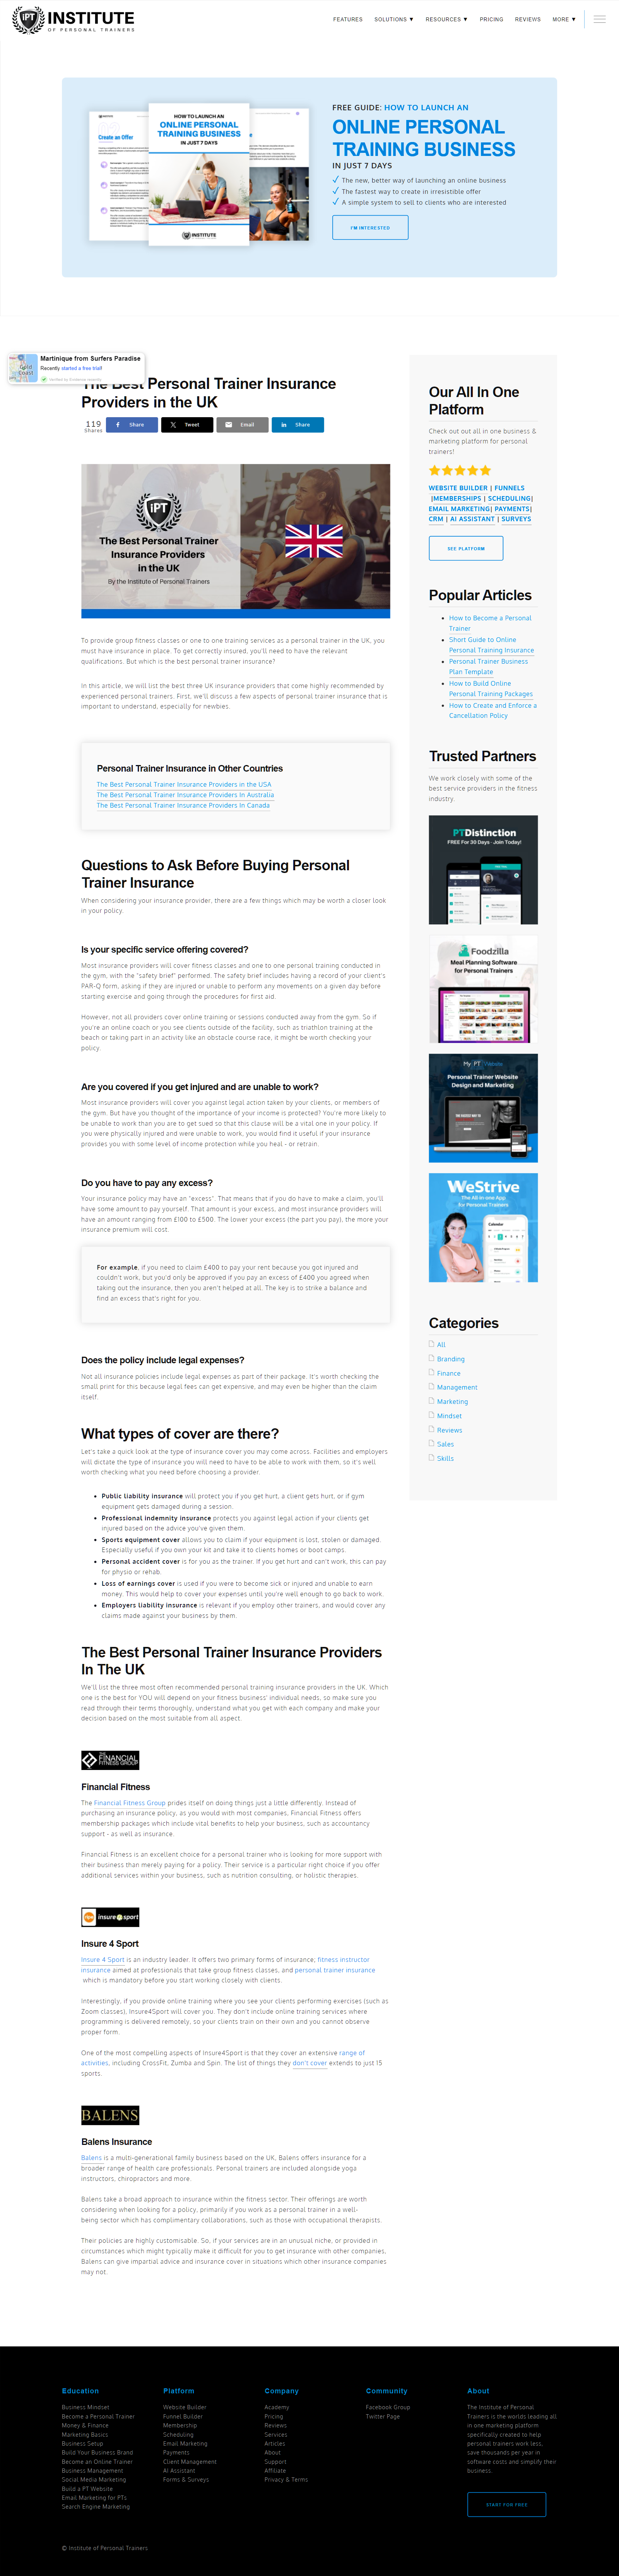 IPT INSTITUTE
OF PERSONAL TRAINERS
FEATURES SOLUTIONS ▼ RESOURCES ▼ PRICING REVIEWS MORE ▼
HOW TO LAUNCH AN
ONLINE PERSONAL
TRAINING BUSINESS
IN JUST 7 DAYS
Create an Offer
INSTITUTE
FREE GUIDE: HOW TO LAUNCH AN
ONLINE PERSONAL
TRAINING BUSINESS
IN JUST 7 DAYS
The new, better way of launching an online business
The fastest way to create in irresistible offer
A simple system to sell to clients who are interested
I'M INTERESTED
Martinique from Surfers Paradise
Recently started a free trial!
Gold
Coast
The Best Personal Trainer Insurance
Providers in the UK
119
Shares
Share
Tweet
Email
Share
IPT
The Best Personal Trainer
Insurance Providers
in the UK
By the Institute of Personal Trainers
To provide group fitness classes or one to one training services as a personal trainer in the UK, you
must have insurance in place. To get correctly insured, you'll need to have the relevant
qualifications. But which is the best personal trainer insurance?
In this article, we will list the best three UK insurance providers that come highly recommended by
experienced personal trainers. First, we'll discuss a few aspects of personal trainer insurance that is
important to understand, especially for newbies.
Personal Trainer Insurance in Other Countries
The Best Personal Trainer Insurance Providers in the USA
The Best Personal Trainer Insurance Providers In Australia
The Best Personal Trainer Insurance Providers In Canada
Questions to Ask Before Buying Personal
Trainer Insurance
When considering your insurance provider, there are a few things which may be worth a closer look
in your policy.
Is your specific service offering covered?
Most insurance providers will cover fitness classes and one to one personal training conducted in
the gym, with the "safety brief" performed. The safety brief includes having a record of your client's
PAR-Q form, asking if they are injured or unable to perform any movements on a given day before
starting exercise and going through the procedures for first aid.
However, not all providers cover online training or sessions conducted away from the gym. So if
you're an online coach or you see clients outside of the facility, such as triathlon training at the
beach or taking part in an activity like an obstacle course race, it might be worth checking your
policy.
Are you covered if you get injured and are unable to work?
Most insurance providers will cover you against legal action taken by your clients, or members of
the gym. But have you thought of the importance of your income is protected? You're more likely to
be unable to work than you are to get sued so that this clause will be a vital one in your policy. If
you were physically injured and were unable to work, you would find it useful if your insurance
provides you with some level of income protection while you heal - or retrain.
Do you have to pay any excess?
Your insurance policy may have an "excess". That means that if you do have to make a claim, you'll
need some amount to pay yourself. That amount is your excess, and most insurance providers will
have an amount ranging from £100 to £500. The lower your excess (the part you pay), the more your
insurance premium will cost.
For example, if you need to claim £400 to pay your rent because you got injured and
couldn't work, but you'd only be approved if you pay an excess of £400 you agreed when
taking out the insurance, then you aren't helped at all. The key is to strike a balance and
find an excess that's right for you.
Does the policy include legal expenses?
Not all insurance policies include legal expenses as part of their package. It's worth checking the
small print for this because legal fees can get expensive, and may even be higher than the claim
itself.
What types of cover are there?
Let's take a quick look at the type of insurance cover you may come across. Facilities and employers
will dictate the type of insurance you will need to have to be able to work with them, so it's well
worth checking what you need before choosing a provider.
Public liability insurance will protect you if you get hurt, a client gets hurt, or if gym
equipment gets damaged during a session.
Professional indemnity insurance protects you against legal action if your clients get
injured based on the advice you've given them.
Sports equipment cover allows you to claim if your equipment is lost, stolen or damaged.
Especially useful if you own your kit and take it to clients homes or boot camps.
Personal accident cover is for you as the trainer. If you get hurt and can't work, this can pay
for physio or rehab.
Loss of earnings cover is used if you were to become sick or injured and unable to earn
money. This would help to cover your expenses until you're well enough to go back to work.
Employers liability insurance is relevant if you employ other trainers, and would cover any
claims made against your business by them.
The Best Personal Trainer Insurance Providers
In The UK
We'll list the three most often recommended personal training insurance providers in the UK. Which
one is the best for YOU will depend on your fitness business' individual needs, so make sure you
read through their terms thoroughly, understand what you get with each company and make your
decision based on the most suitable from all aspect.
THE FINANCIAL
FITNESS GROUP
Financial Fitness
The Financial Fitness Group prides itself on doing things just a little differently. Instead of
purchasing an insurance policy, as you would with most companies, Financial Fitness offers
membership packages which include vital benefits to help your business, such as accountancy
support - as well as insurance.
Financial Fitness is an excellent choice for a personal trainer who is looking for more support with
their business than merely paying for a policy. Their service is a particular right choice if you offer
additional services within your business, such as nutrition consulting, or holistic therapies.
insure4sport
Insure 4 Sport
Insure 4 Sport is an industry leader. It offers two primary forms of insurance; fitness instructor
insurance aimed at professionals that take group fitness classes, and personal trainer insurance
which is mandatory before you start working closely with clients.
Interestingly, if you provide online training where you see your clients performing exercises (such as
Zoom classes), Insure4Sport will cover you. They don't include online training services where
programming is delivered remotely, so your clients train on their own and you cannot observe
proper form.
One of the most compelling aspects of Insure4Sport is that they cover an extensive range of
activities, including CrossFit, Zumba and Spin. The list of things they don't cover extends to just 15
sports.
BALENS
Balens Insurance
Balens is a multi-generational family business based on the UK, Balens offers insurance for a
broader range of health care professionals. Personal trainers are included alongside yoga
instructors, chiropractors and more.
Balens take a broad approach to insurance within the fitness sector. Their offerings are worth
considering when looking for a policy, primarily if you work as a personal trainer in a well-
being sector which has complimentary collaborations, such as those with occupational therapists.
Their policies are highly customisable. So, if your services are in an unusual niche, or provided in
circumstances which might typically make it difficult for you to get insurance with other companies,
Balens can give impartial advice and insurance cover in situations which other insurance companies
may not.
Our All In One
Platform
Check out out all in one business &
marketing platform for personal
trainers!
WEBSITE BUILDER | FUNNELS
|MEMBERSHIPS | SCHEDULING|
EMAIL MARKETING| PAYMENTS|
CRM | AI ASSISTANT | SURVEYS
SEE PLATFORM
Popular Articles
How to Become a Personal
Trainer
Short Guide to Online
Personal Training Insurance
Personal Trainer Business
Plan Template
How to Build Online
Personal Training Packages
How to Create and Enforce a
Cancellation Policy
Trusted Partners
We work closely with some of the
best service providers in the fitness
industry.
PTDistinction
FREE For 30 Days - Join Today!
Foodzilla
Meal Planning Software
for Personal Trainers
My PT Website
Personal Trainer Website
Design and Marketing
WeStrive
The All in One App
for Personal Trainers
Calendar
Categories
All
Branding
Finance
Management
Marketing
Mindset
Reviews
Sales
Skills
Education
Business Mindset
Become a Personal Trainer
Money & Finance
Marketing Basics
Business Setup
Build Your Business Brand
Become an Online Trainer
Business Management
Social Media Marketing
Build a PT Website
Email Marketing for PTs
Search Engine Marketing
Platform
Website Builder
Funnel Builder
Membership
Scheduling
Email Marketing
Payments
Client Management
AI Assistant
Forms & Surveys
Company
Academy
Pricing
Reviews
Services
Articles
About
Support
Affiliate
Privacy & Terms
Community
Facebook Group
Twitter Page
About
The Institute of Personal
Trainers is the worlds leading all
in one marketing platform
specifically created to help
personal trainers work less,
save thousands per year in
software costs and simplify their
business.
START FOR FREE
© Institute of Personal Trainers.